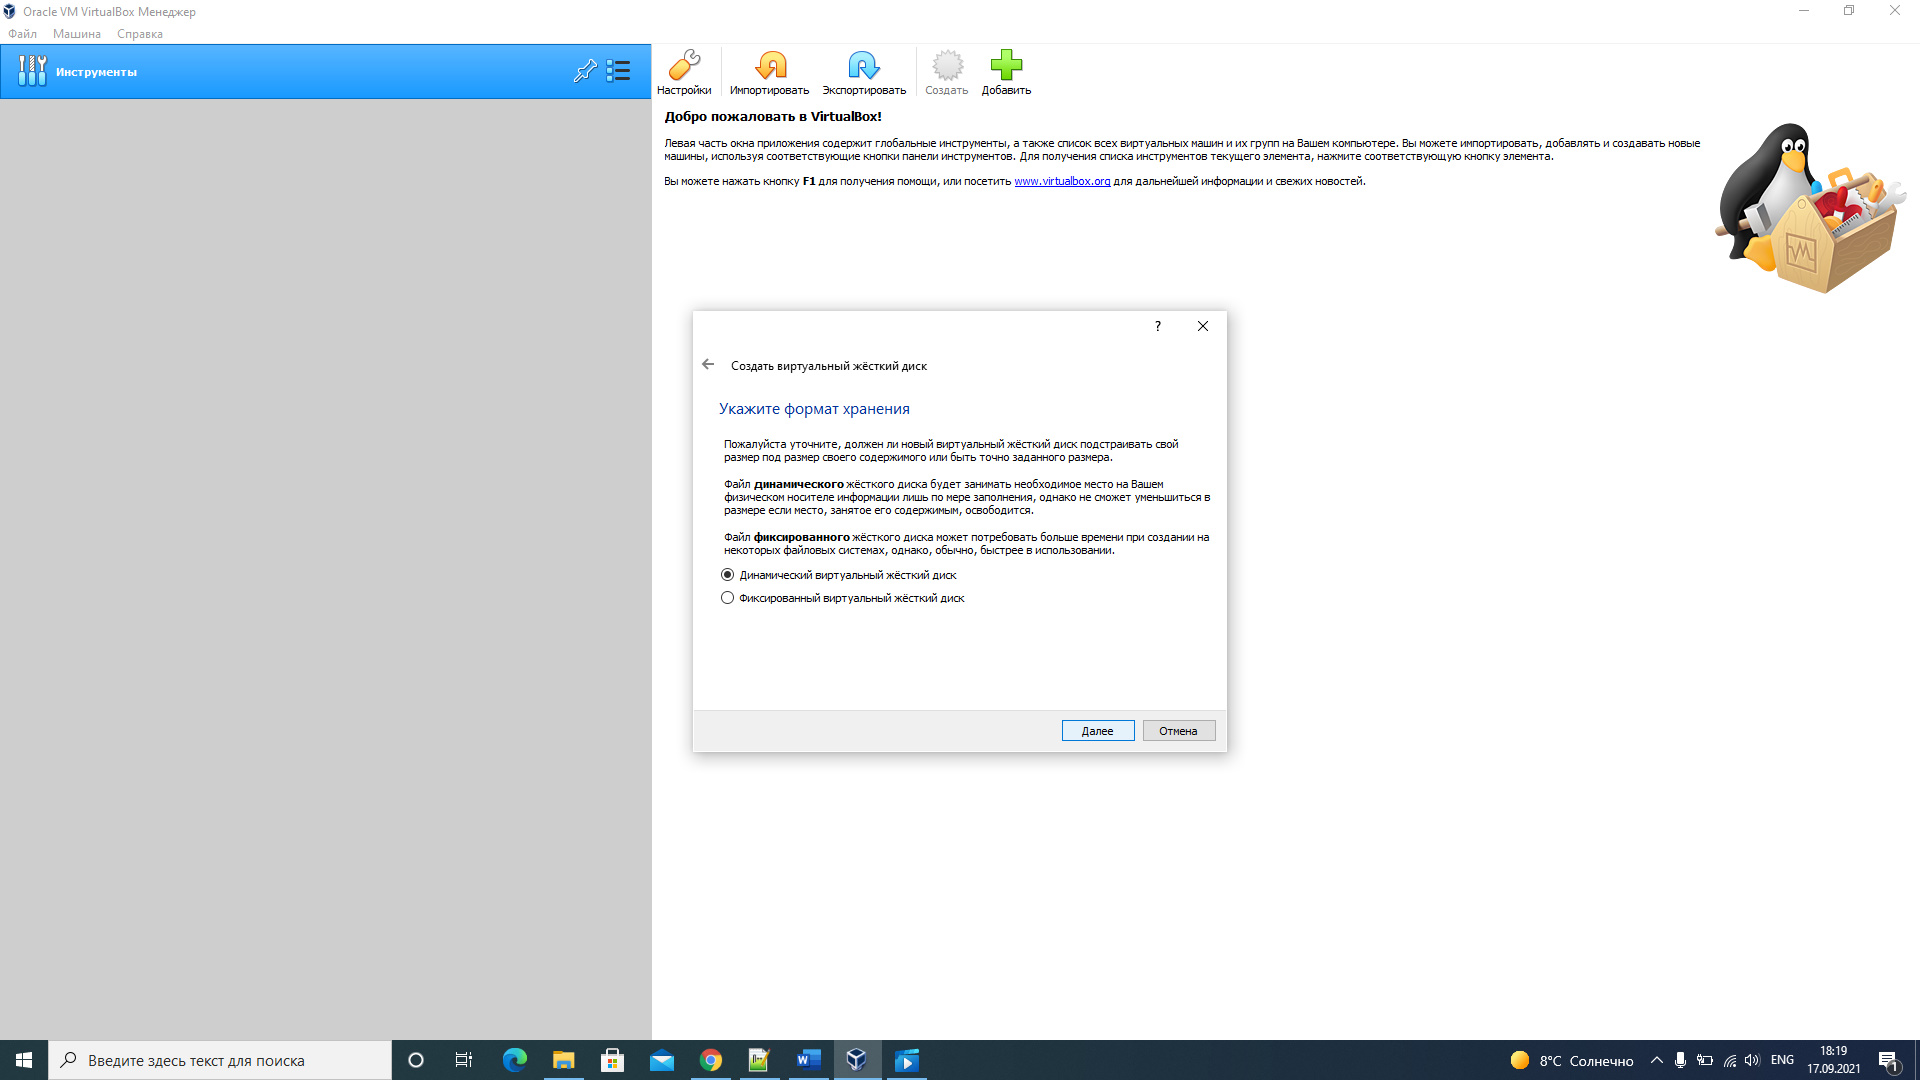 Oracle VM VirtualBox Менеджер
Файл Машина Справка
Инструменты
Настройки Импортировать Экспортировать Создать Добавить
Добро пожаловать в VirtualBox!
Левая часть окна приложения содержит глобальные инструменты, а также список всех виртуальных машин и их групп на Вашем компьютере. Вы можете импортировать, добавлять и создавать новые
машины, используя соответствующие кнопки панели инструментов. Для получения списка инструментов текущего элемента, нажмите соответствующую кнопку элемента.
Вы можете нажать кнопку F1 для получения помощи, или посетить www.virtualbox.org для дальнейшей информации и свежих новостей.
?
Создать виртуальный жёсткий диск
Укажите формат хранения
Пожалуйста уточните, должен ли новый виртуальный жёсткий диск подстраивать свой
размер под размер своего содержимого или быть точно заданного размера.
Файл динамического жёсткого диска будет занимать необходимое место на Вашем
физическом носителе информации лишь по мере заполнения, однако не сможет уменьшиться в
размере если место, занятое его содержимым, освободится.
Файл фиксированного жёсткого диска может потребовать больше времени при создании на
некоторых файловых системах, однако, обычно, быстрее в использовании.
Динамический виртуальный жёсткий диск
Фиксированный виртуальный жёсткий диск
Далее Отмена
Введите здесь текст для поиска
8°C Солнечно
ENG
18:19
17.09.2021
1